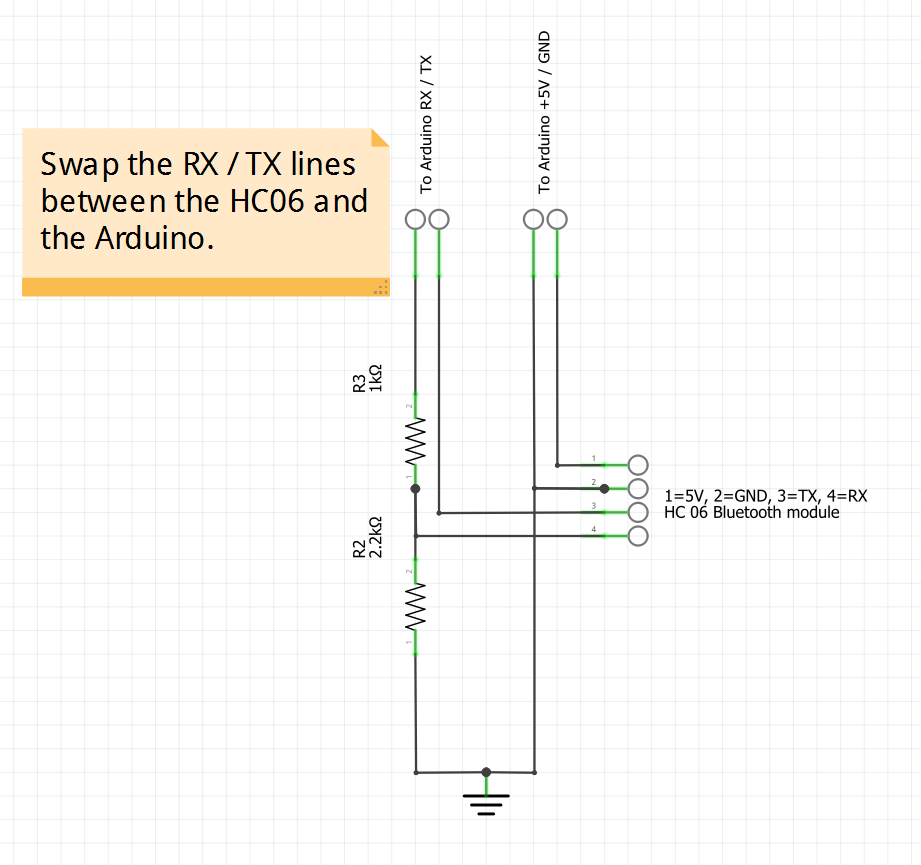 To Arduino RX / TX
To Arduino +5V / GND
Swap the RX / TX lines
between the HC06 and
the Arduino.
R3
1kΩ
2
1
1
2
3
4
1=5V, 2=GND, 3=TX, 4=RX
HC 06 Bluetooth module
R2
2.2kΩ
2
1